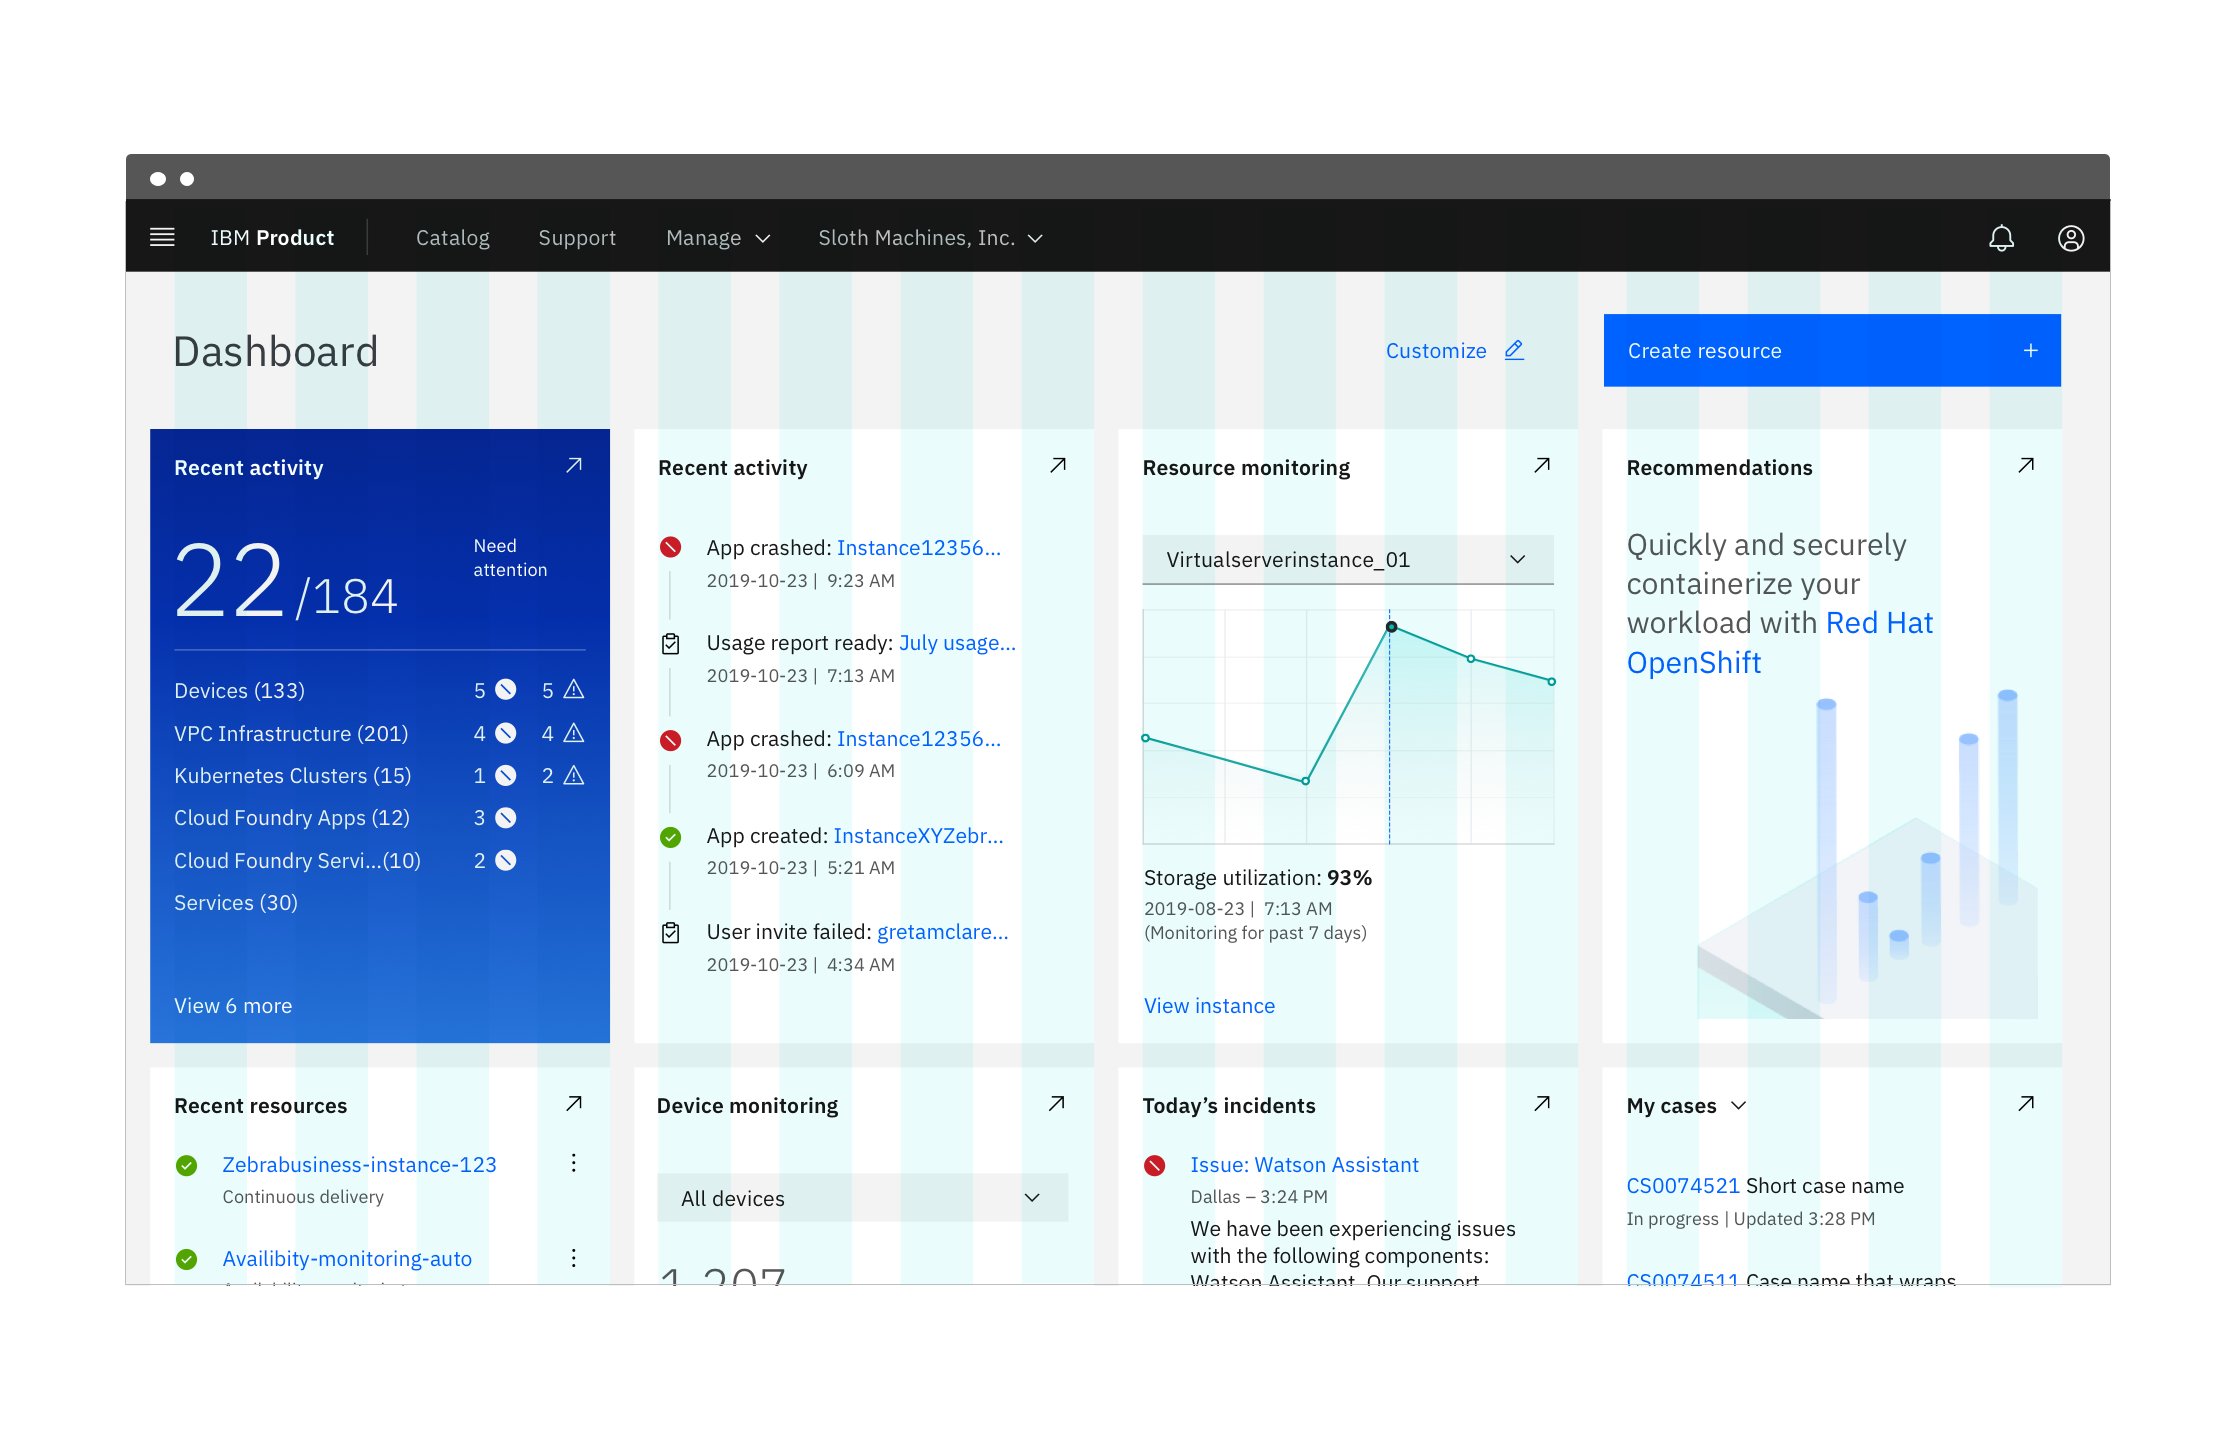 IBM Product
Catalog
Support
Manage
Sloth Machines, Inc.
Dashboard
Customize
Create resource
+
Recent activity
22/184
Need
attention
Devices (133) 5 5
VPC Infrastructure (201) 4 4
Kubernetes Clusters (15) 1 2
Cloud Foundry Apps (12) 3
Cloud Foundry Servi...(10) 2
Services (30)
View 6 more
Recent activity
App crashed: Instance12356...
2019-10-23 | 9:23 AM
Usage report ready: July usage...
2019-10-23 | 7:13 AM
App crashed: Instance12356...
2019-10-23 | 6:09 AM
App created: InstanceXYZebr...
2019-10-23 | 5:21 AM
User invite failed: gretamclare...
2019-10-23 | 4:34 AM
Resource monitoring
Virtualserverinstance_01
Storage utilization: 93%
2019-08-23 | 7:13 AM
(Monitoring for past 7 days)
View instance
Recommendations
Quickly and securely
containerize your
workload with Red Hat
OpenShift
Recent resources
Zebrabusiness-instance-123
Continuous delivery
Availibity-monitoring-auto
Device monitoring
All devices
Today’s incidents
Issue: Watson Assistant
Dallas – 3:24 PM
We have been experiencing issues
with the following components:
Watson Assistant. Our support
My cases
CS0074521 Short case name
In progress | Updated 3:28 PM
CS0074511 Case name that wraps